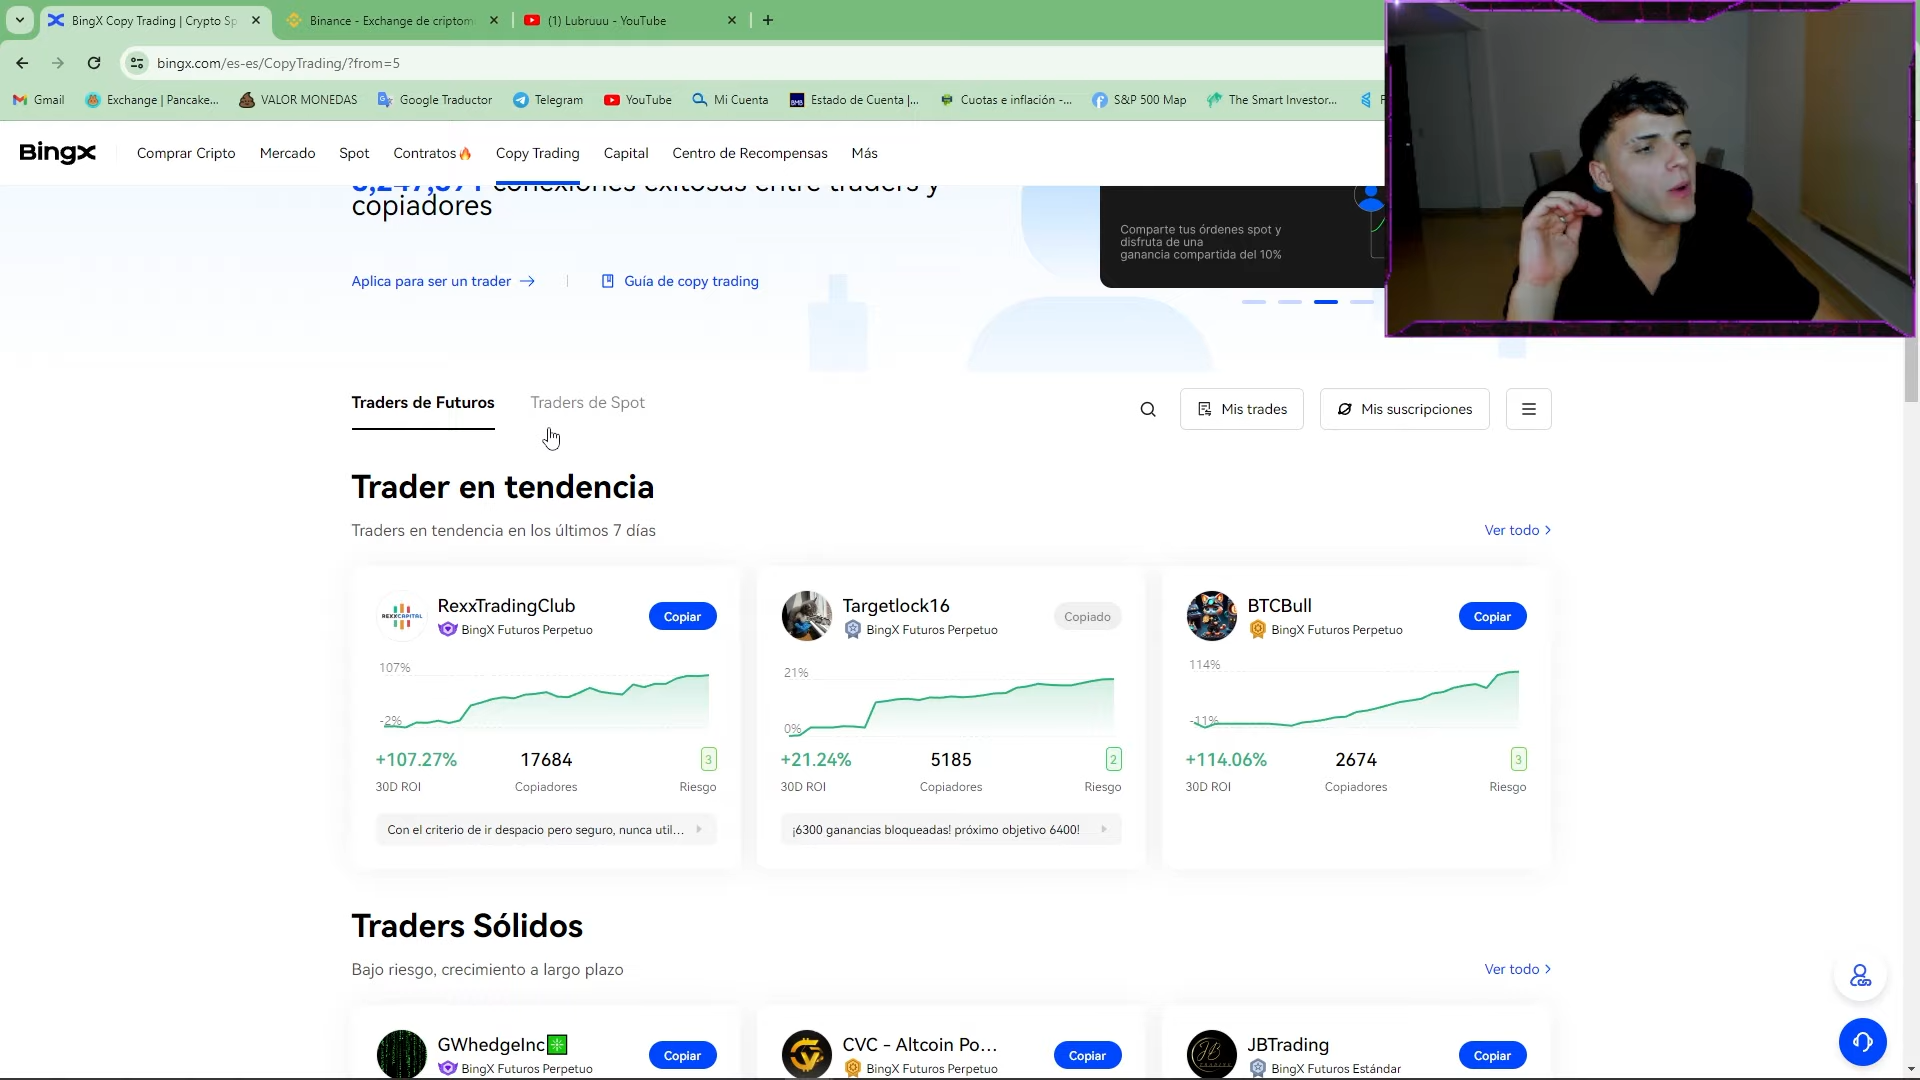 BingX Copy Trading | Crypto Sp
Binance - Exchange de criptom
(1) Lubruuu - YouTube
bingx.com/es-es/CopyTrading/?from=5
Gmail
Exchange | Pancake...
VALOR MONEDAS
Google Traductor
Telegram
YouTube
Mi Cuenta
Estado de Cuenta |...
Cuotas e inflación -...
S&P 500 Map
The Smart Investor...
BingX
Comprar Cripto
Mercado
Spot
Contratos🔥
Copy Trading
Capital
Centro de Recompensas
Más
conexiones exitosas entre traders y
copiadores
Comparte tus órdenes spot y
disfruta de una
ganancia compartida del 10%
Aplica para ser un trader →
Guía de copy trading
Traders de Futuros
Traders de Spot
Mis trades
Mis suscripciones
Trader en tendencia
Traders en tendencia en los últimos 7 días
Ver todo >
REXXCAPITAL
RexxTradingClub
BingX Futuros Perpetuo
Copiar
107%
-2%
+107.27%
17684
3
30D ROI
Copiadores
Riesgo
Con el criterio de ir despacio pero seguro, nunca util...
Targetlock16
BingX Futuros Perpetuo
Copiado
21%
0%
+21.24%
5185
2
30D ROI
Copiadores
Riesgo
¡6300 ganancias bloqueadas! próximo objetivo 6400!
BTCBull
BingX Futuros Perpetuo
Copiar
114%
-11%
+114.06%
2674
3
30D ROI
Copiadores
Riesgo
Traders Sólidos
Bajo riesgo, crecimiento a largo plazo
Ver todo >
GWhedgeInc
BingX Futuros Perpetuo
Copiar
CVC - Altcoin Po...
BingX Futuros Perpetuo
Copiar
JBTrading
BingX Futuros Estándar
Copiar